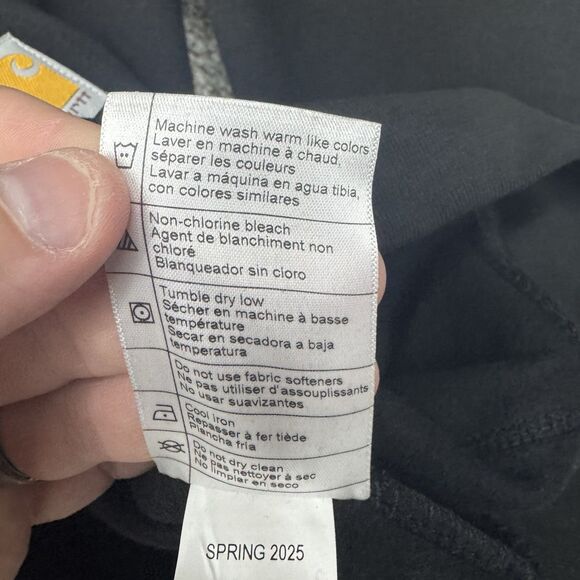 Machine wash warm like colors
Laver en machine à chaud,
séparer les couleurs
Lavar a máquina en agua tibia,
con colores similares
Non-chlorine bleach
Agent de blanchiment non
chloré
Blanqueador sin cloro
Tumble dry low
Sécher en machine à basse
température
Secar en secadora a baja
temperatura
Do not use fabric softeners
Ne pas utiliser d'assouplissants
No usar suavizantes
Cool iron
Repasser à fer tiède
Plancha fria
Do not dry clean
Ne pas nettoyer à sec
No limpiar en seco
SPRING 2025